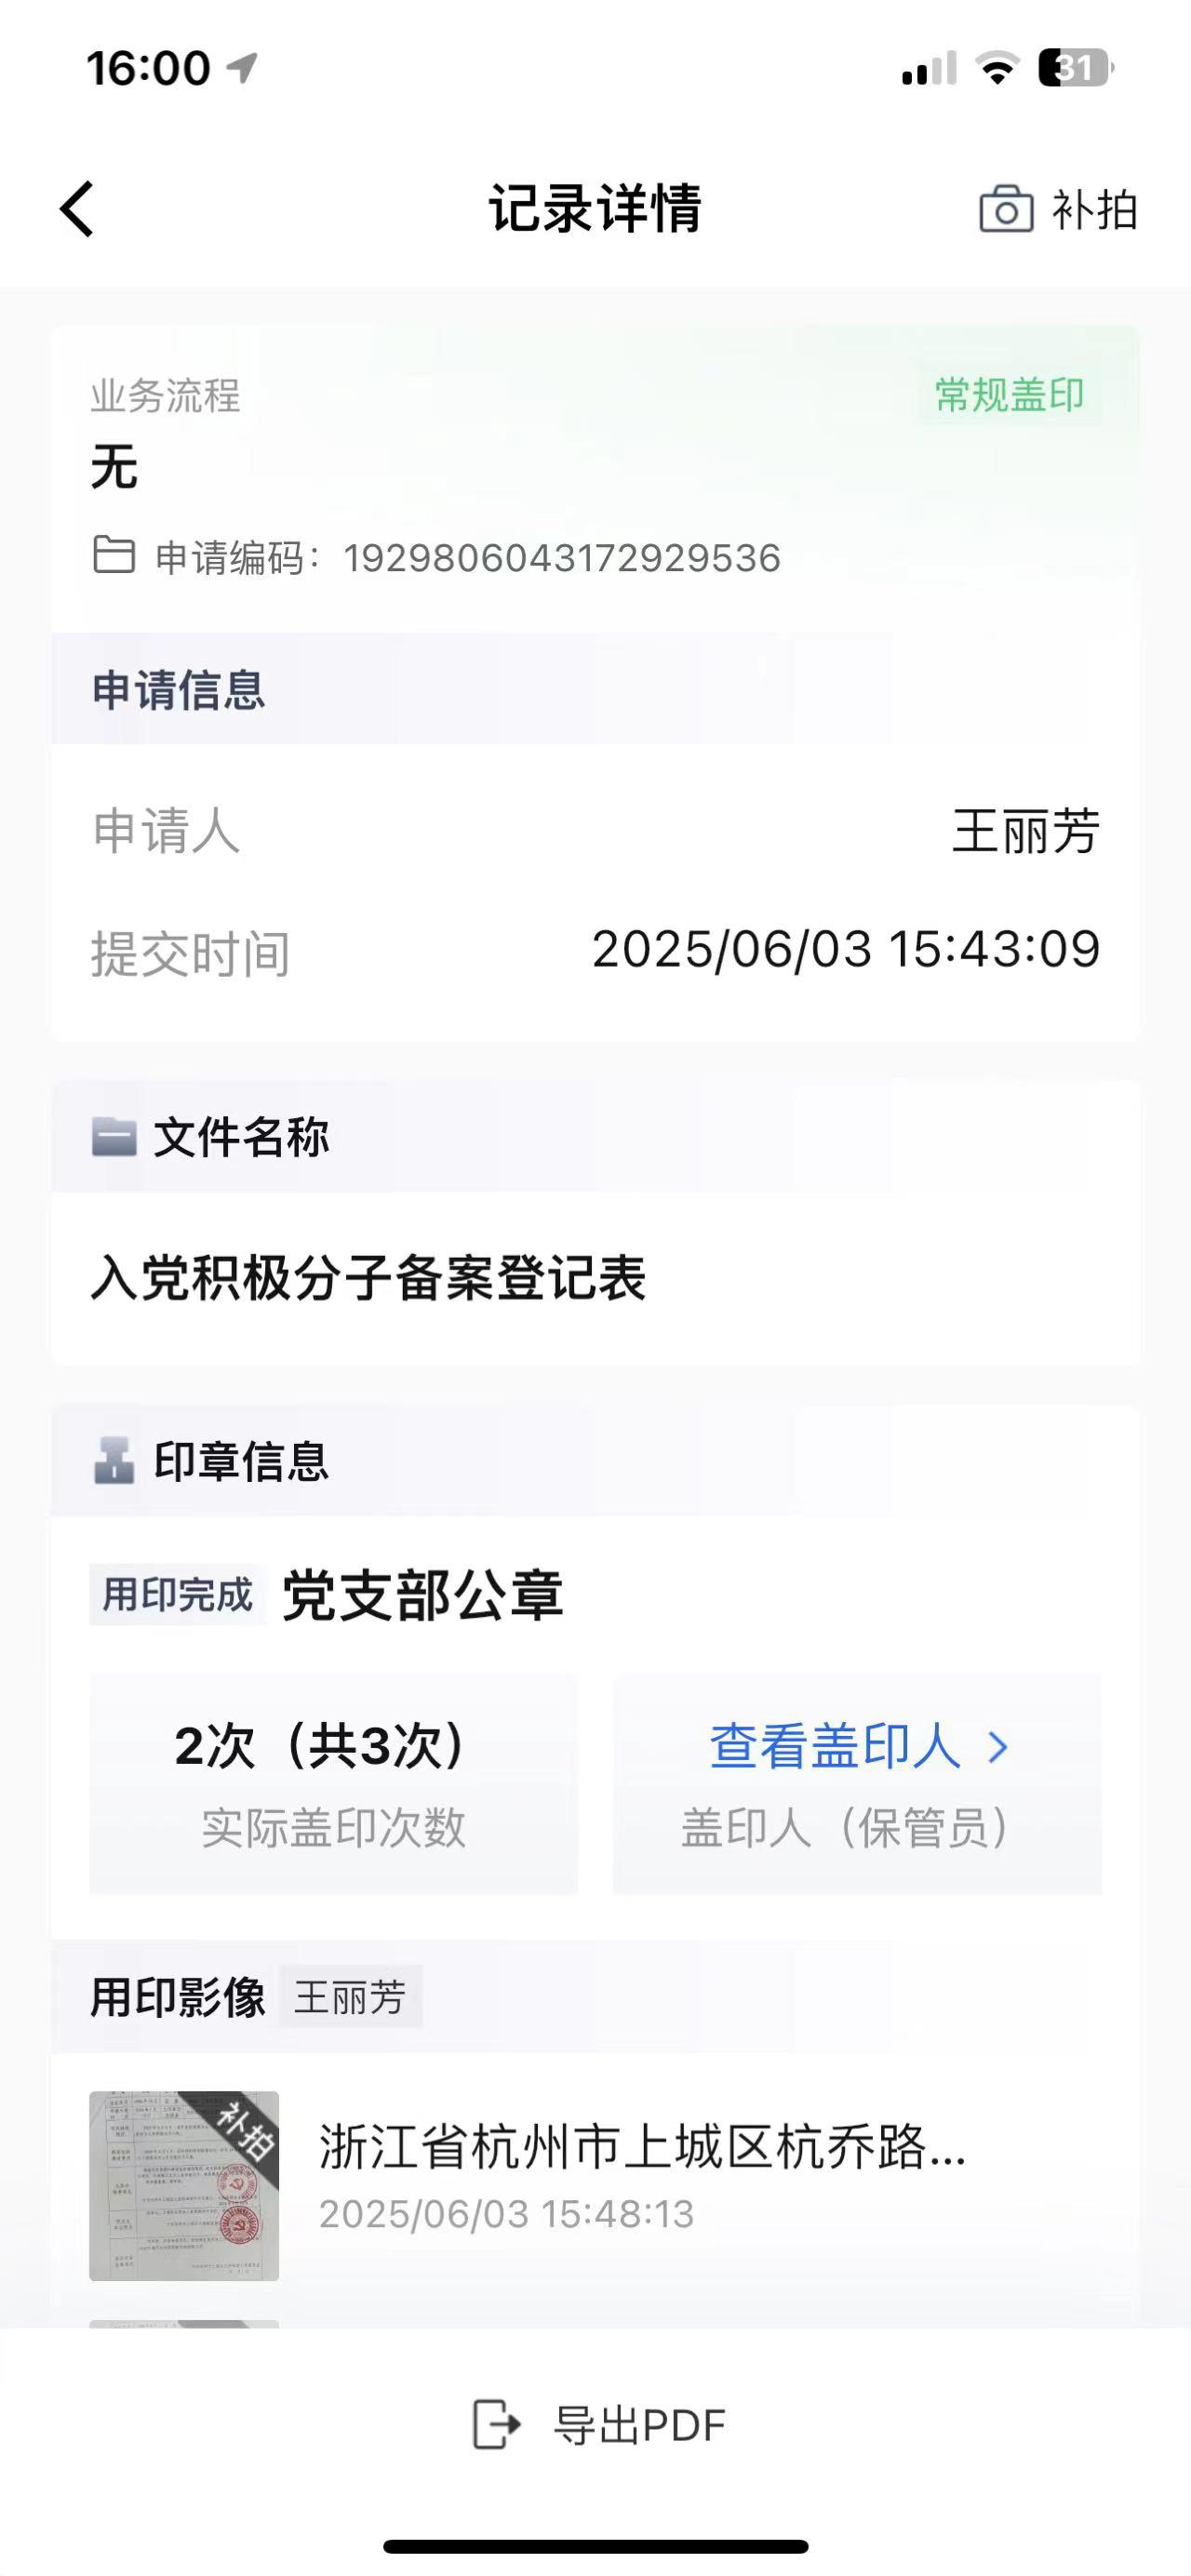 16:00
31
记录详情
补拍
业务流程
常规盖印
无
申请编码：1929806043172929536
申请信息
申请人
王丽芳
提交时间
2025/06/03 15:43:09
文件名称
入党积极分子备案登记表
印章信息
用印完成 党支部公章
2次（共3次）
查看盖印人
实际盖印次数
盖印人（保管员）
用印影像 王丽芳
补拍
浙江省杭州市上城区杭乔路...
2025/06/03 15:48:13
导出PDF